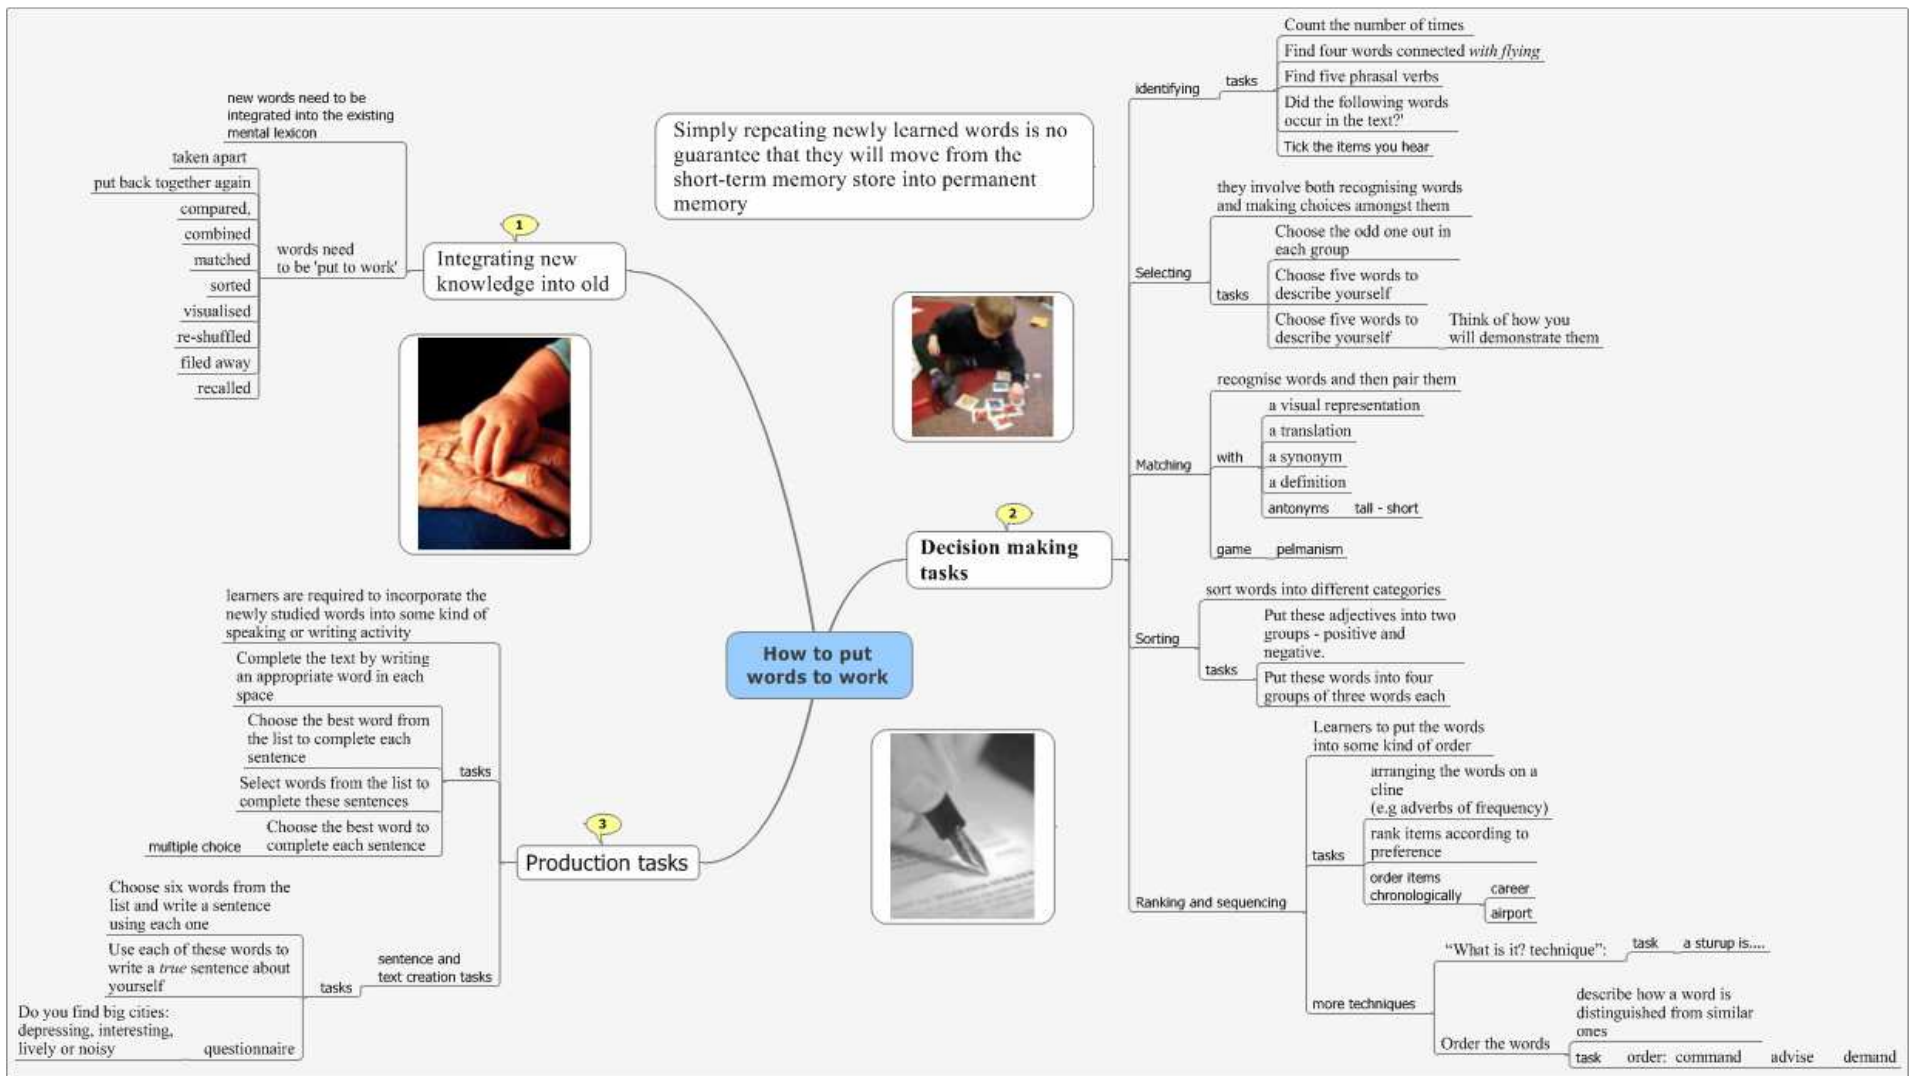 Simply repeating newly learned words is no
guarantee that they will move from the
short-term memory store into permanent
memory
How to put
words to work
1
Integrating new
knowledge into old
new words need to be
integrated into the existing
mental lexicon
words need
to be 'put to work'
taken apart
put back together again
compared,
combined
matched
sorted
visualised
re-shuffled
filed away
recalled
2
Decision making
tasks
identifying
tasks
Count the number of times
Find four words connected with flying
Find five phrasal verbs
Did the following words
occur in the text?'
Tick the items you hear
Selecting
they involve both recognising words
and making choices amongst them
tasks
Choose the odd one out in
each group
Choose five words to
describe yourself
Choose five words to
describe yourself
Think of how you
will demonstrate them
Matching
recognise words and then pair them
with
a visual representation
a translation
a synonym
a definition
antonyms
tall - short
game
pelmanism
Sorting
sort words into different categories
tasks
Put these adjectives into two
groups - positive and
negative.
Put these words into four
groups of three words each
Ranking and sequencing
Learners to put the words
into some kind of order
tasks
arranging the words on a
cline
(e.g adverbs of frequency)
rank items according to
preference
order items
chronologically
career
airport
more techniques
“What is it? technique”:
task
a sturup is....
Order the words
describe how a word is
distinguished from similar
ones
task
order: command
advise
demand
3
Production tasks
learners are required to incorporate the
newly studied words into some kind of
speaking or writing activity
tasks
Complete the text by writing
an appropriate word in each
space
Choose the best word from
the list to complete each
sentence
Select words from the list to
complete these sentences
Choose the best word to
complete each sentence
multiple choice
sentence and
text creation tasks
tasks
Choose six words from the
list and write a sentence
using each one
Use each of these words to
write a true sentence about
yourself
questionnaire
Do you find big cities:
depressing, interesting,
lively or noisy